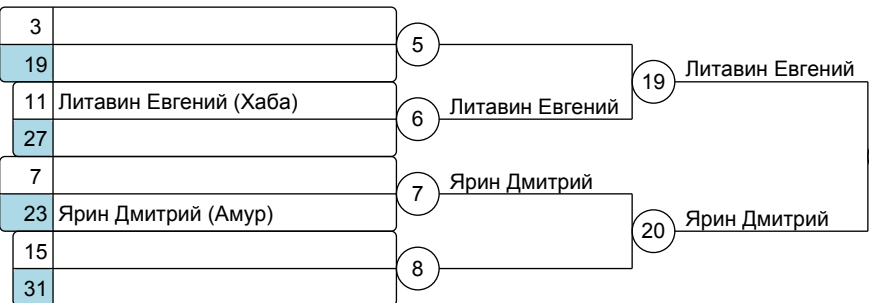 3
5
19
Литавин Евгений
19
11 Литавин Евгений (Хаба)
Литавин Евгений
6
27
7
Ярин Дмитрий
7
23 Ярин Дмитрий (Амур)
Ярин Дмитрий
20
15
8
31